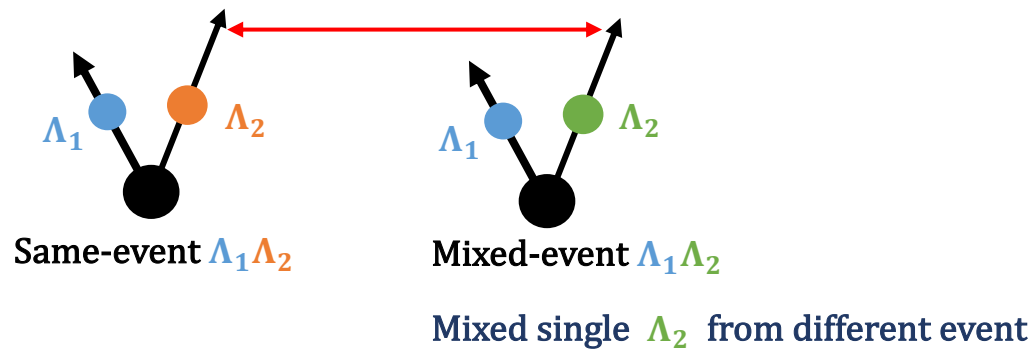 Λ₁ Λ₂
Λ₁ Λ₂
Same-event Λ₁Λ₂
Mixed-event Λ₁Λ₂
Mixed single Λ₂ from different event